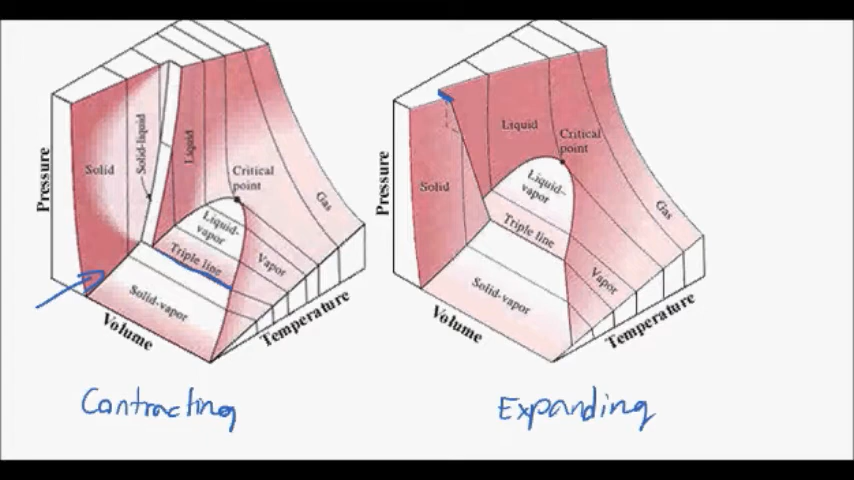 Pressure
Solid
Solid-liquid
Liquid
Critical
point
Gas
Liquid-
vapor
Triple line
Vapor
Solid-vapor
Volume
Temperature
Contracting
Pressure
Solid
Liquid
Critical
point
Gas
Liquid-
vapor
Triple line
Vapor
Solid-vapor
Volume
Temperature
Expanding